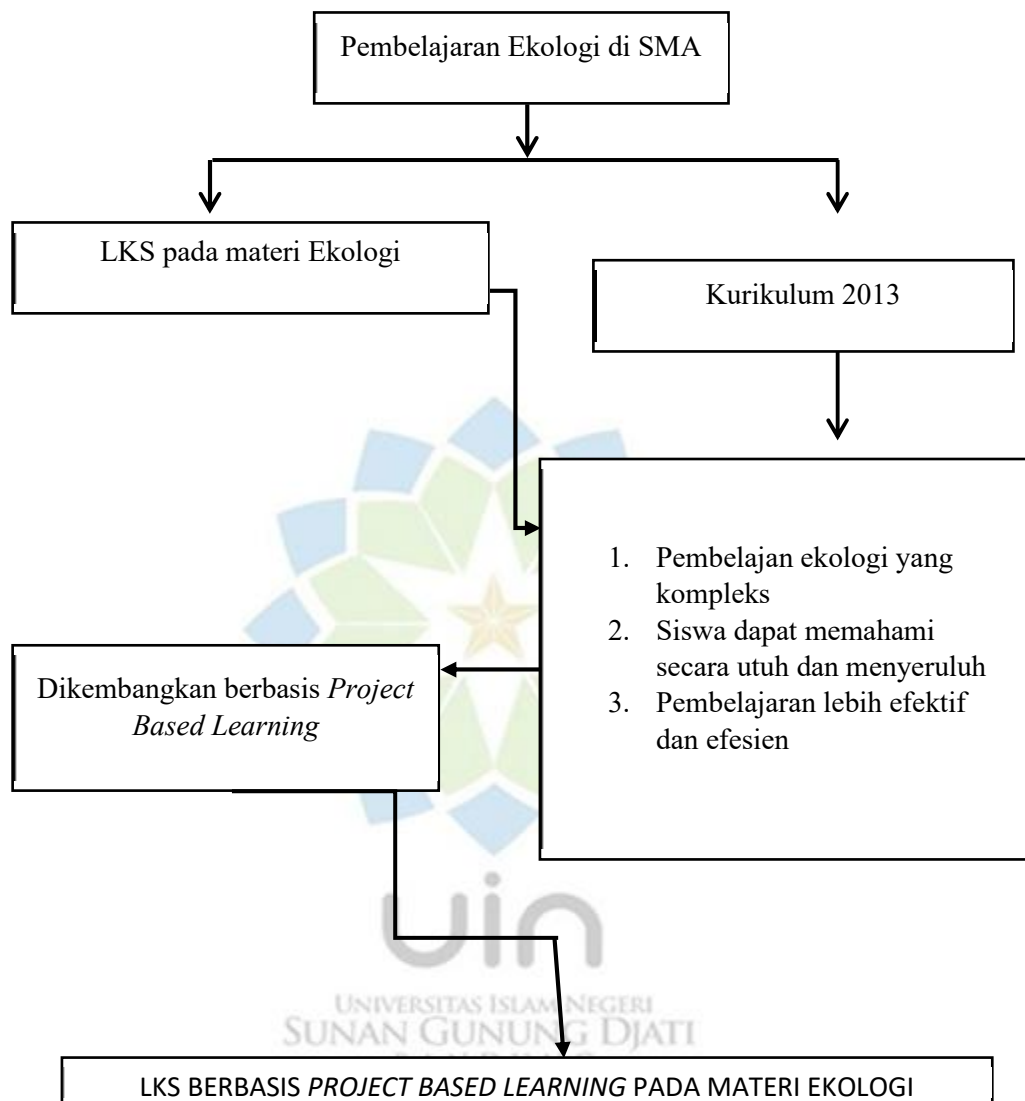 Pembelajaran Ekologi di SMA
LKS pada materi Ekologi
Kurikulum 2013
1. Pembelajan ekologi yang
kompleks
2. Siswa dapat memahami
secara utuh dan menyeruluh
3. Pembelajaran lebih efektif
dan efesien
Dikembangkan berbasis Project
Based Learning
uin
UNIVERSITAS ISLAM NEGERI
SUNAN GUNUNG DJATI
LKS BERBASIS PROJECT BASED LEARNING PADA MATERI EKOLOGI